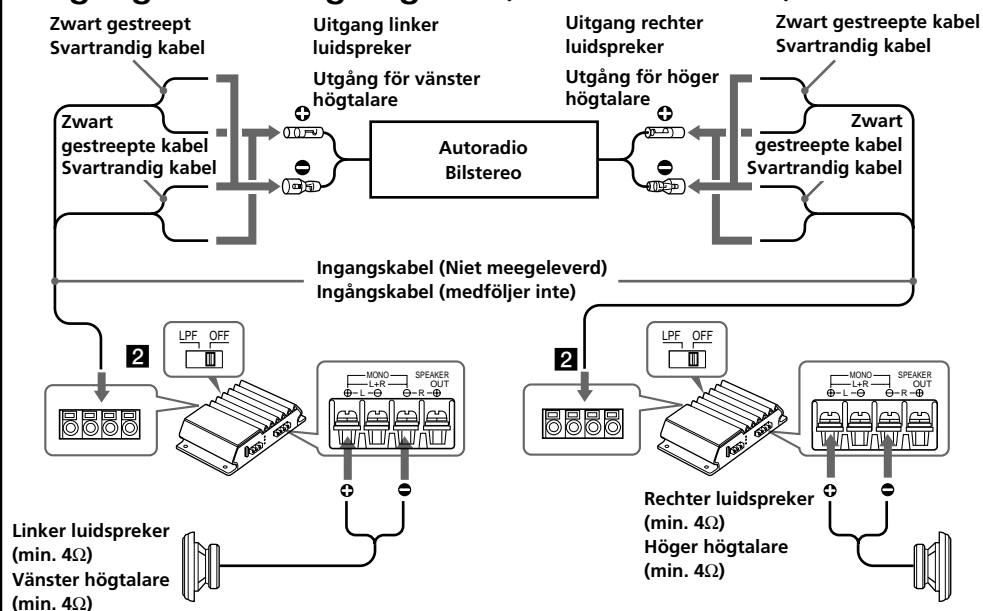 Zwart gestreept
Svartrandig kabel
Uitgang linker
luidspreker
Utgång för vänster
högtalare
Uitgang rechter
luidspreker
Utgång för höger
högtalare
Zwart gestreepte kabel
Svartrandig kabel
Zwart
gestreepte kabel
Svartrandig kabel
Autoradio
Bilstereo
Zwart
gestreepte kabel
Svartrandig kabel
Ingangskabel (Niet meegeleverd)
Ingångskabel (medföljer inte)
2
LPF OFF
MONO
L+R
SPEAKER
OUT
⊕ – L – ⊖ ⊖ – R – ⊕
2
LPF OFF
MONO
L+R
SPEAKER
OUT
⊕ – L – ⊖ ⊖ – R – ⊕
Linker luidspreker
(min. 4Ω)
Vänster högtalare
(min. 4Ω)
Rechter luidspreker
(min. 4Ω)
Höger högtalare
(min. 4Ω)